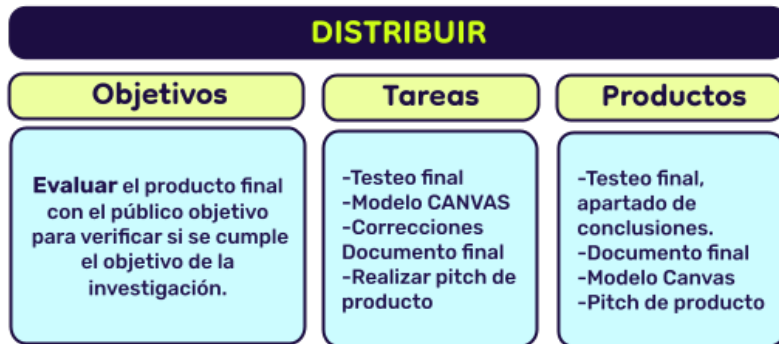 DISTRIBUIR
Objetivos
Evaluar el producto final
con el público objetivo
para verificar si se cumple
el objetivo de la
investigación.
Tareas
-Testeo final
-Modelo CANVAS
-Correcciones
Documento final
-Realizar pitch de
producto
Productos
-Testeo final,
apartado de
conclusiones.
-Documento final
-Modelo Canvas
-Pitch de producto